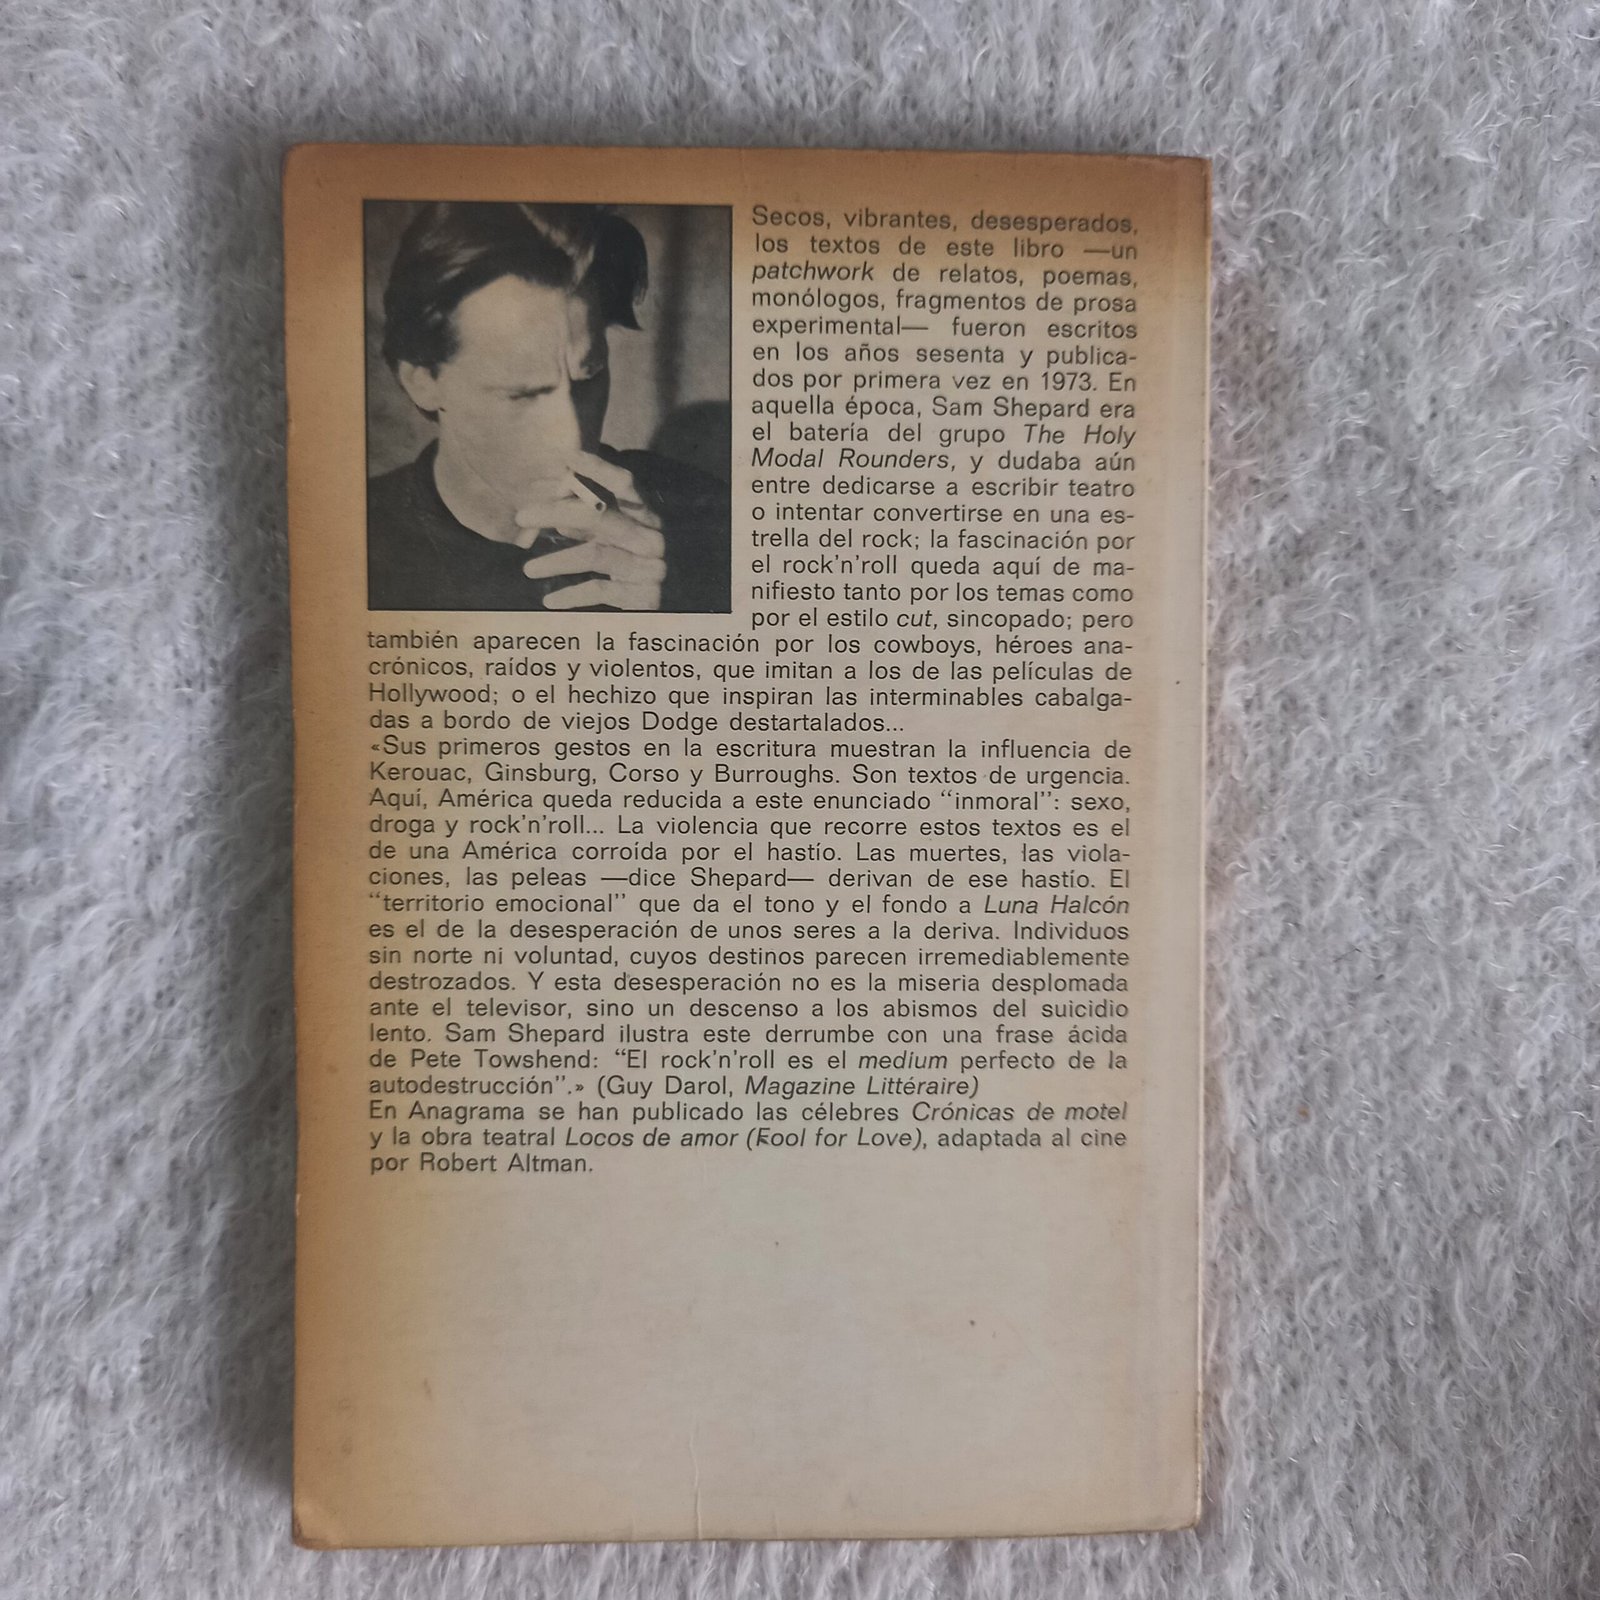 Secos, vibrantes, desesperados,
los textos de este libro —un
patchwork de relatos, poemas,
monólogos, fragmentos de prosa
experimental— fueron escritos
en los años sesenta y publica-
dos por primera vez en 1973. En
aquella época, Sam Shepard era
el batería del grupo The Holy
Modal Rounders, y dudaba aún
entre dedicarse a escribir teatro
o intentar convertirse en una es-
trella del rock; la fascinación por
el rock'n'roll queda aquí de ma-
nifiesto tanto por los temas como
por el estilo cut, sincopado; pero
también aparecen la fascinación por los cowboys, héroes ana-
crónicos, raídos y violentos, que imitan a los de las películas de
Hollywood; o el hechizo que inspiran las interminables cabalga-
das a bordo de viejos Dodge destartalados...
«Sus primeros gestos en la escritura muestran la influencia de
Kerouac, Ginsburg, Corso y Burroughs. Son textos de urgencia.
Aquí, América queda reducida a este enunciado “inmoral”: sexo,
droga y rock'n'roll... La violencia que recorre estos textos es el
de una América corroída por el hastío. Las muertes, las viola-
ciones, las peleas —dice Shepard— derivan de ese hastío. El
“territorio emocional” que da el tono y el fondo a Luna Halcón
es el de la desesperación de unos seres a la deriva. Individuos
sin norte ni voluntad, cuyos destinos parecen irremediablemente
destrozados. Y esta desesperación no es la miseria desplomada
ante el televisor, sino un descenso a los abismos del suicidio
lento. Sam Shepard ilustra este derrumbe con una frase ácida
de Pete Towshend: “El rock'n'roll es el medium perfecto de la
autodestrucción”.» (Guy Darol, Magazine Littéraire)
En Anagrama se han publicado las célebres Crónicas de motel
y la obra teatral Locos de amor (Fool for Love), adaptada al cine
por Robert Altman.